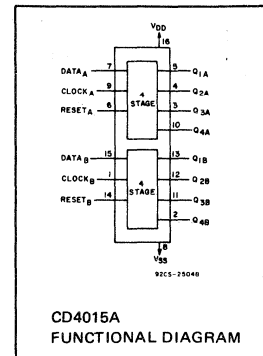 VDD
16
DATAA 7 5 Q1A
CLOCKA 9 4 Q2A
RESETA 6 3 Q3A
4 STAGE
10 Q4A
DATAB 15 13 Q1B
CLOCKB 1 12 Q2B
RESETB 14 11 Q3B
4 STAGE
2 Q4B
8
VSS
92CS-25048
CD4015A
FUNCTIONAL DIAGRAM